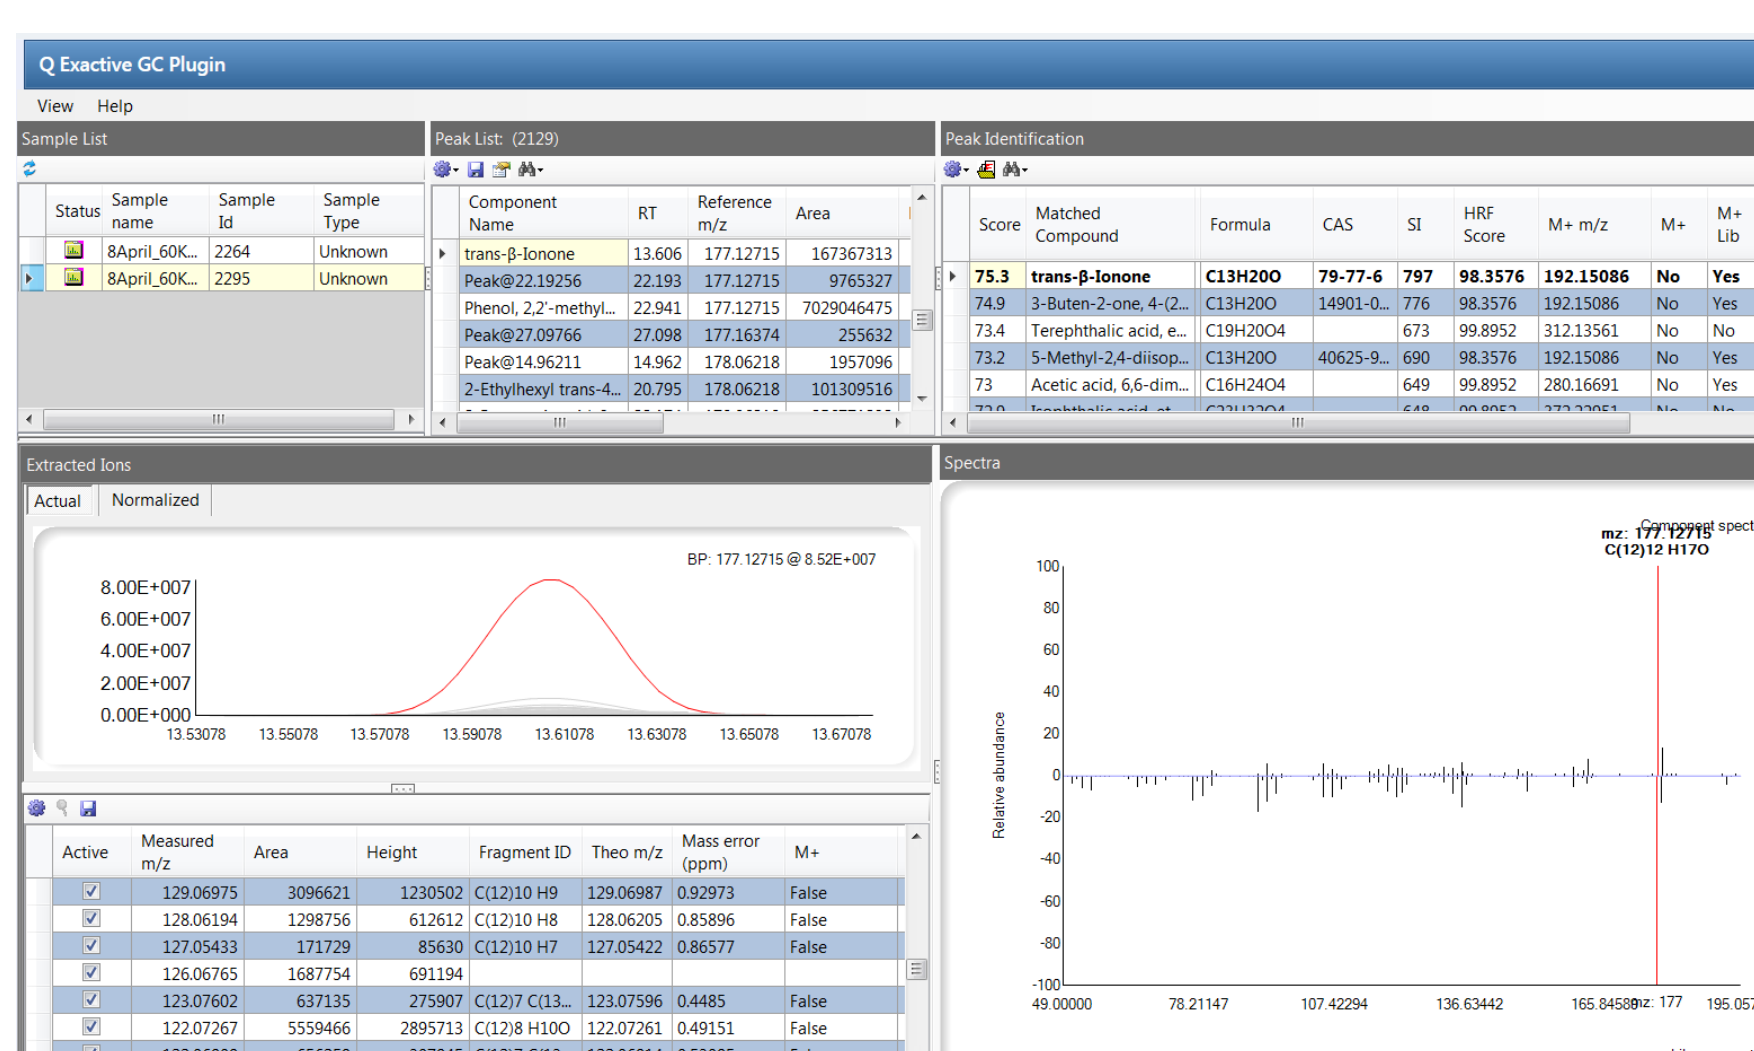 Q Exactive GC Plugin
View Help
Sample List
Status Sample name Sample Id Sample Type
8April_60K... 2264 Unknown
8April_60K... 2295 Unknown
Peak List: (2129)
Component Name RT Reference m/z Area
trans-β-Ionone 13.606 177.12715 167367313
Peak@22.19256 22.193 177.12715 9765327
Phenol, 2,2'-methyl... 22.941 177.12715 7029046475
Peak@27.09766 27.098 177.16374 255632
Peak@14.96211 14.962 178.06218 1957096
2-Ethylhexyl trans-4... 20.795 178.06218 101309516
Peak Identification
Score Matched Compound Formula CAS SI HRF Score M+ m/z M+ M+ Lib
75.3 trans-β-Ionone C13H20O 79-77-6 797 98.3576 192.15086 No Yes
74.9 3-Buten-2-one, 4-(2... C13H20O 14901-0... 776 98.3576 192.15086 No Yes
73.4 Terephthalic acid, e... C19H20O4 673 99.8952 312.13561 No No
73.2 5-Methyl-2,4-diisop... C13H20O 40625-9... 690 98.3576 192.15086 No Yes
73 Acetic acid, 6,6-dim... C16H24O4 649 99.8952 280.16691 No Yes
Extracted Ions
Actual Normalized
BP: 177.12715 @ 8.52E+007
8.00E+007
6.00E+007
4.00E+007
2.00E+007
0.00E+000
13.53078 13.55078 13.57078 13.59078 13.61078 13.63078 13.65078 13.67078
Active Measured m/z Area Height Fragment ID Theo m/z Mass error (ppm) M+
129.06975 3096621 1230502 C(12)10 H9 129.06987 0.92973 False
128.06194 1298756 612612 C(12)10 H8 128.06205 0.85896 False
127.05433 171729 85630 C(12)10 H7 127.05422 0.86577 False
126.06765 1687754 691194
123.07602 637135 275907 C(12)7 C(13... 123.07596 0.4485 False
122.07267 5559466 2895713 C(12)8 H10O 122.07261 0.49151 False
Spectra
Component spect
mz: 177.12715
C(12)12 H17O
Relative abundance
100
80
60
40
20
0
-20
-40
-60
-80
-100
49.00000 78.21147 107.42294 136.63442 165.84589 mz: 177 195.057